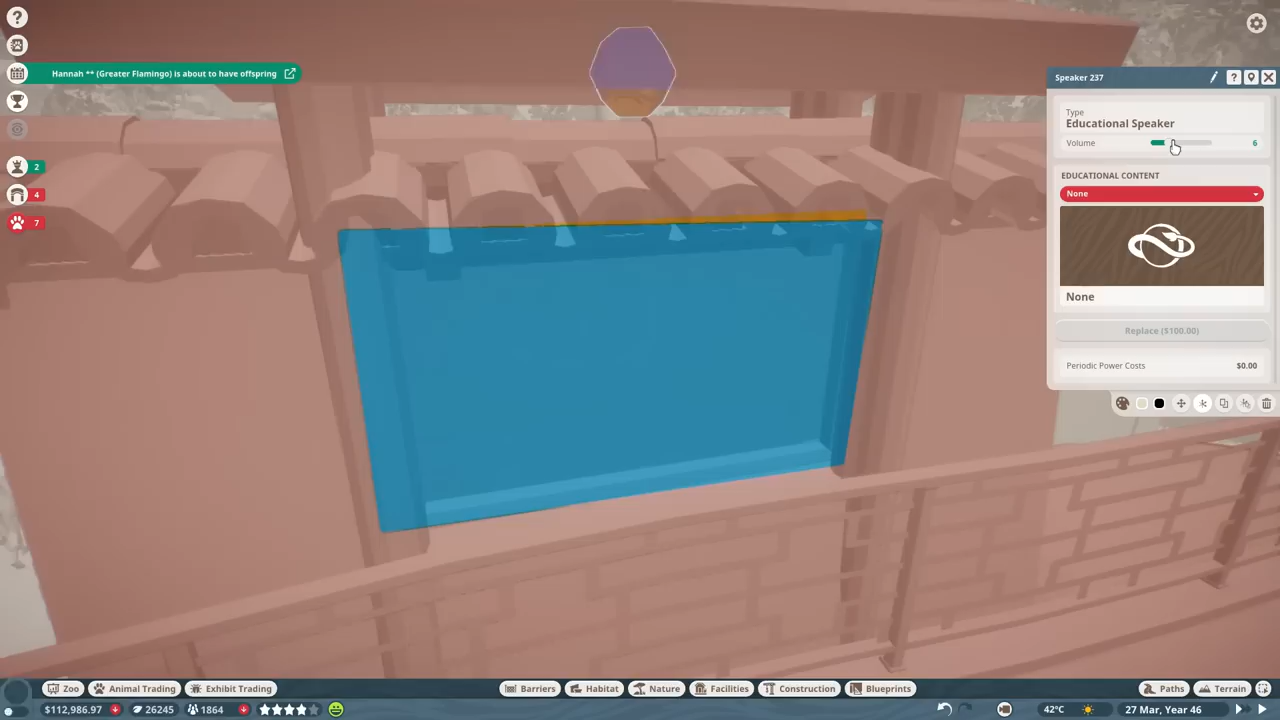 ?
Hannah ** (Greater Flamingo) is about to have offspring
2
4
7
Speaker 237
?
Type
Educational Speaker
Volume 6
EDUCATIONAL CONTENT
None
None
Replace ($100.00)
Periodic Power Costs $0.00
Zoo Animal Trading Exhibit Trading Barriers Habitat Nature Facilities Construction Blueprints Paths Terrain
$112,986.97 26245 1864 42°C 27 Mar, Year 46